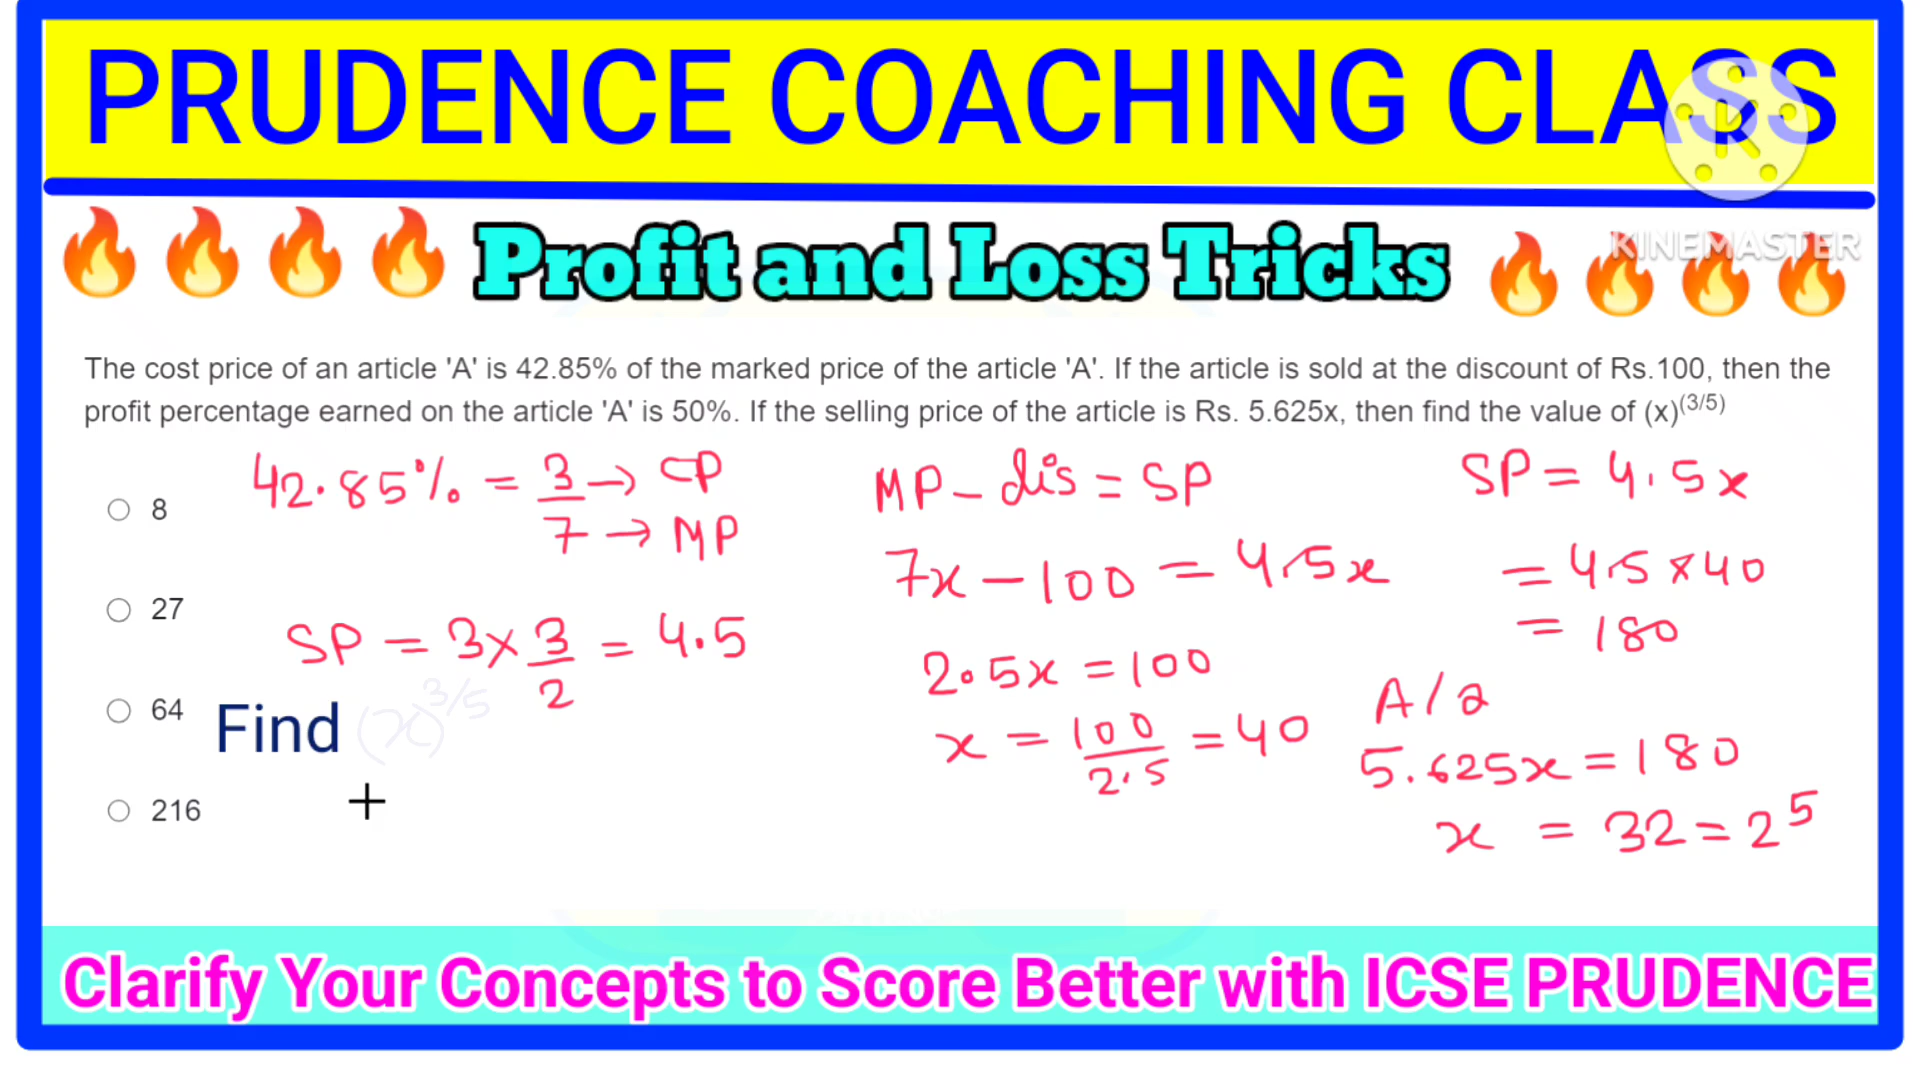 PRUDENCE COACHING CLASS
KINEMASTER
Profit and Loss Tricks
The cost price of an article 'A' is 42.85% of the marked price of the article 'A'. If the article is sold at the discount of Rs.100, then the
profit percentage earned on the article 'A' is 50%. If the selling price of the article is Rs. 5.625x, then find the value of (x)^(3/5)
8
27
64
216
42.85% = 3/7
3 → CP
7 → MP
SP = 3 × 3/2 = 4.5
Find (x)^3/5
+
MP - dis = SP
7x - 100 = 4.5x
2.5x = 100
x = 100/2.5 = 40
SP = 4.5x
= 4.5 × 40
= 180
A/a
5.625x = 180
x = 32 = 2^5
Clarify Your Concepts to Score Better with ICSE PRUDENCE